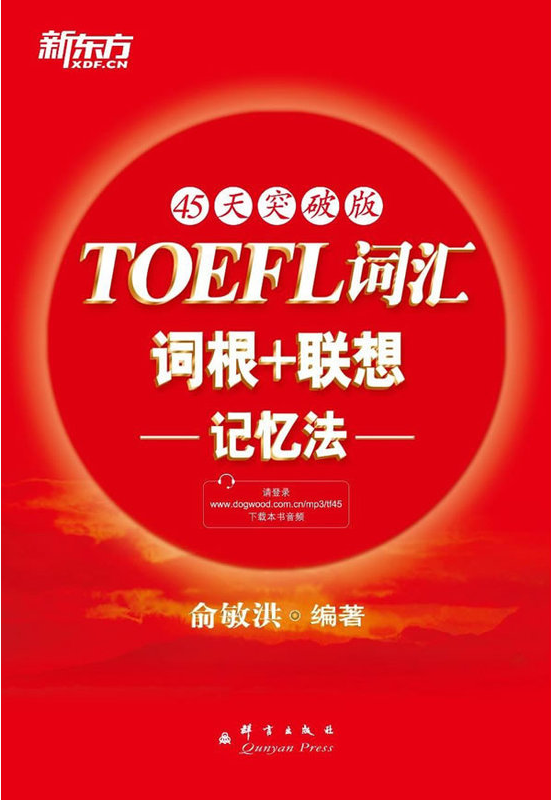 新东方
XDF.CN
45天突破版
TOEFL词汇
词根+联想
记忆法
请登录
www.dogwood.com.cn/mp3/tf45
下载本书音频
俞敏洪 编著
群言出版社
Qunyan Press